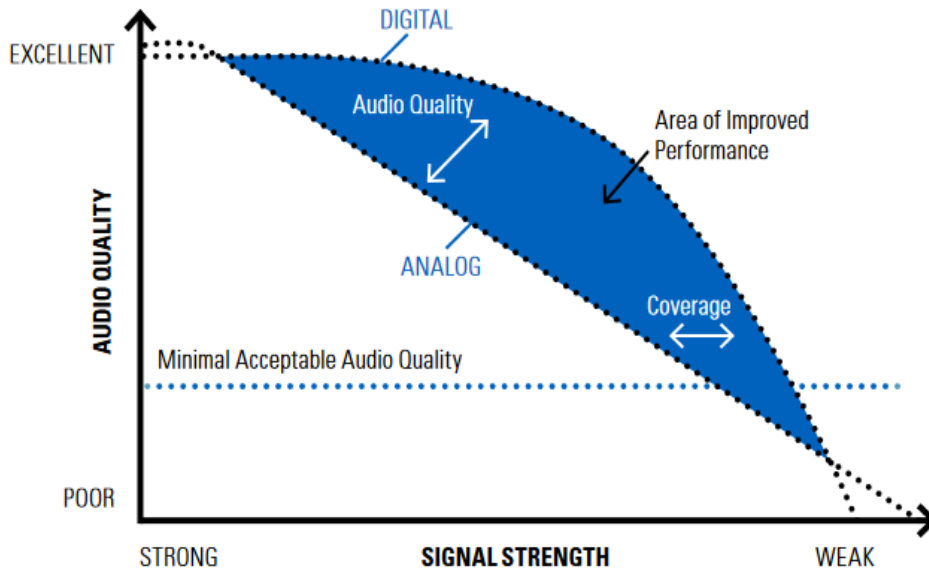 DIGITAL
EXCELLENT
Audio Quality
Area of Improved
Performance
ANALOG
AUDIO QUALITY
Coverage
Minimal Acceptable Audio Quality
POOR
STRONG
SIGNAL STRENGTH
WEAK